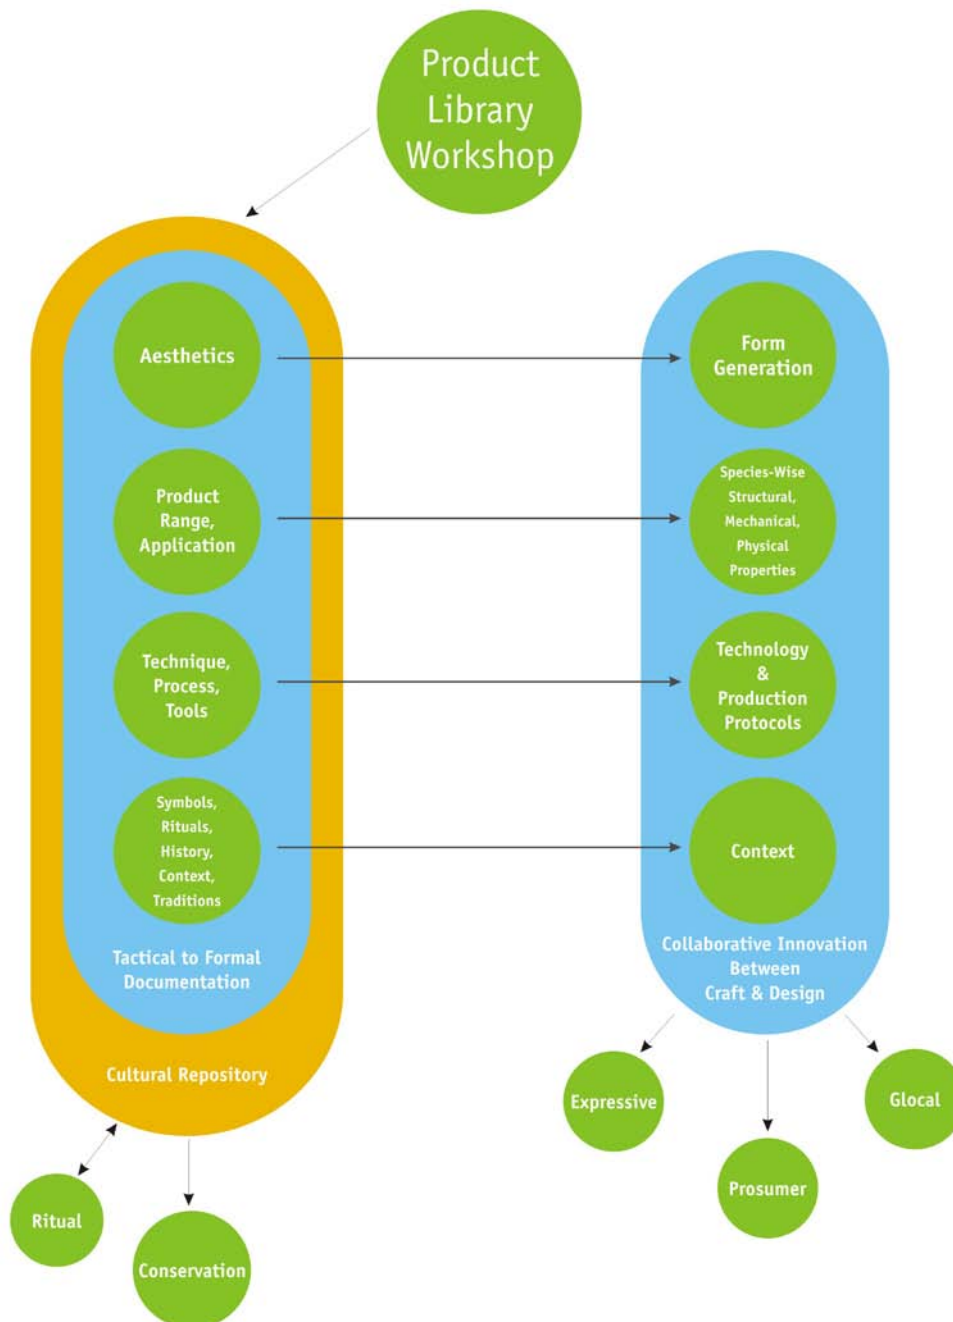 Product
Library
Workshop
Aesthetics
Product
Range,
Application
Technique,
Process,
Tools
Symbols,
Rituals,
History,
Context,
Traditions
Tactical to Formal
Documentation
Cultural Repository
Ritual
Conservation
Form
Generation
Species-Wise
Structural,
Mechanical,
Physical
Properties
Technology
&
Production
Protocols
Context
Collaborative Innovation
Between
Craft & Design
Expressive
Prosumer
Glocal